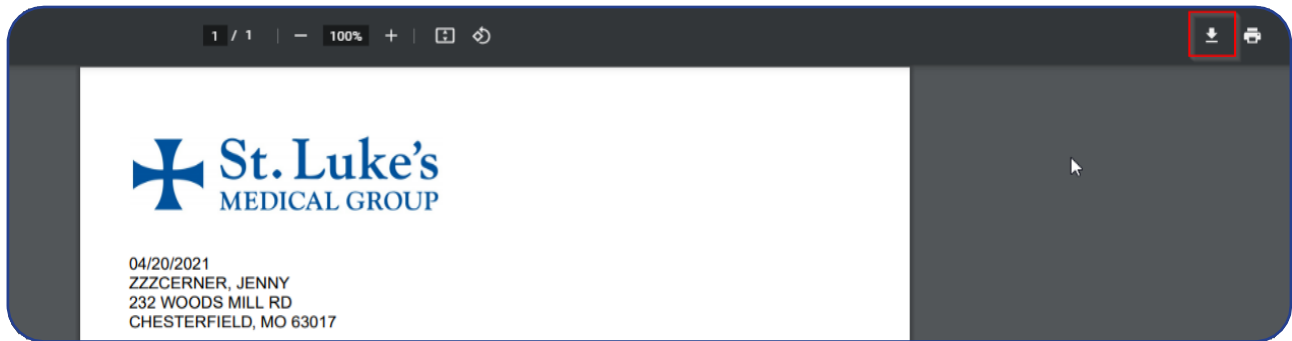 1 / 1 | − 100% + |
St. Luke's
MEDICAL GROUP
04/20/2021
ZZZCERNER, JENNY
232 WOODS MILL RD
CHESTERFIELD, MO 63017